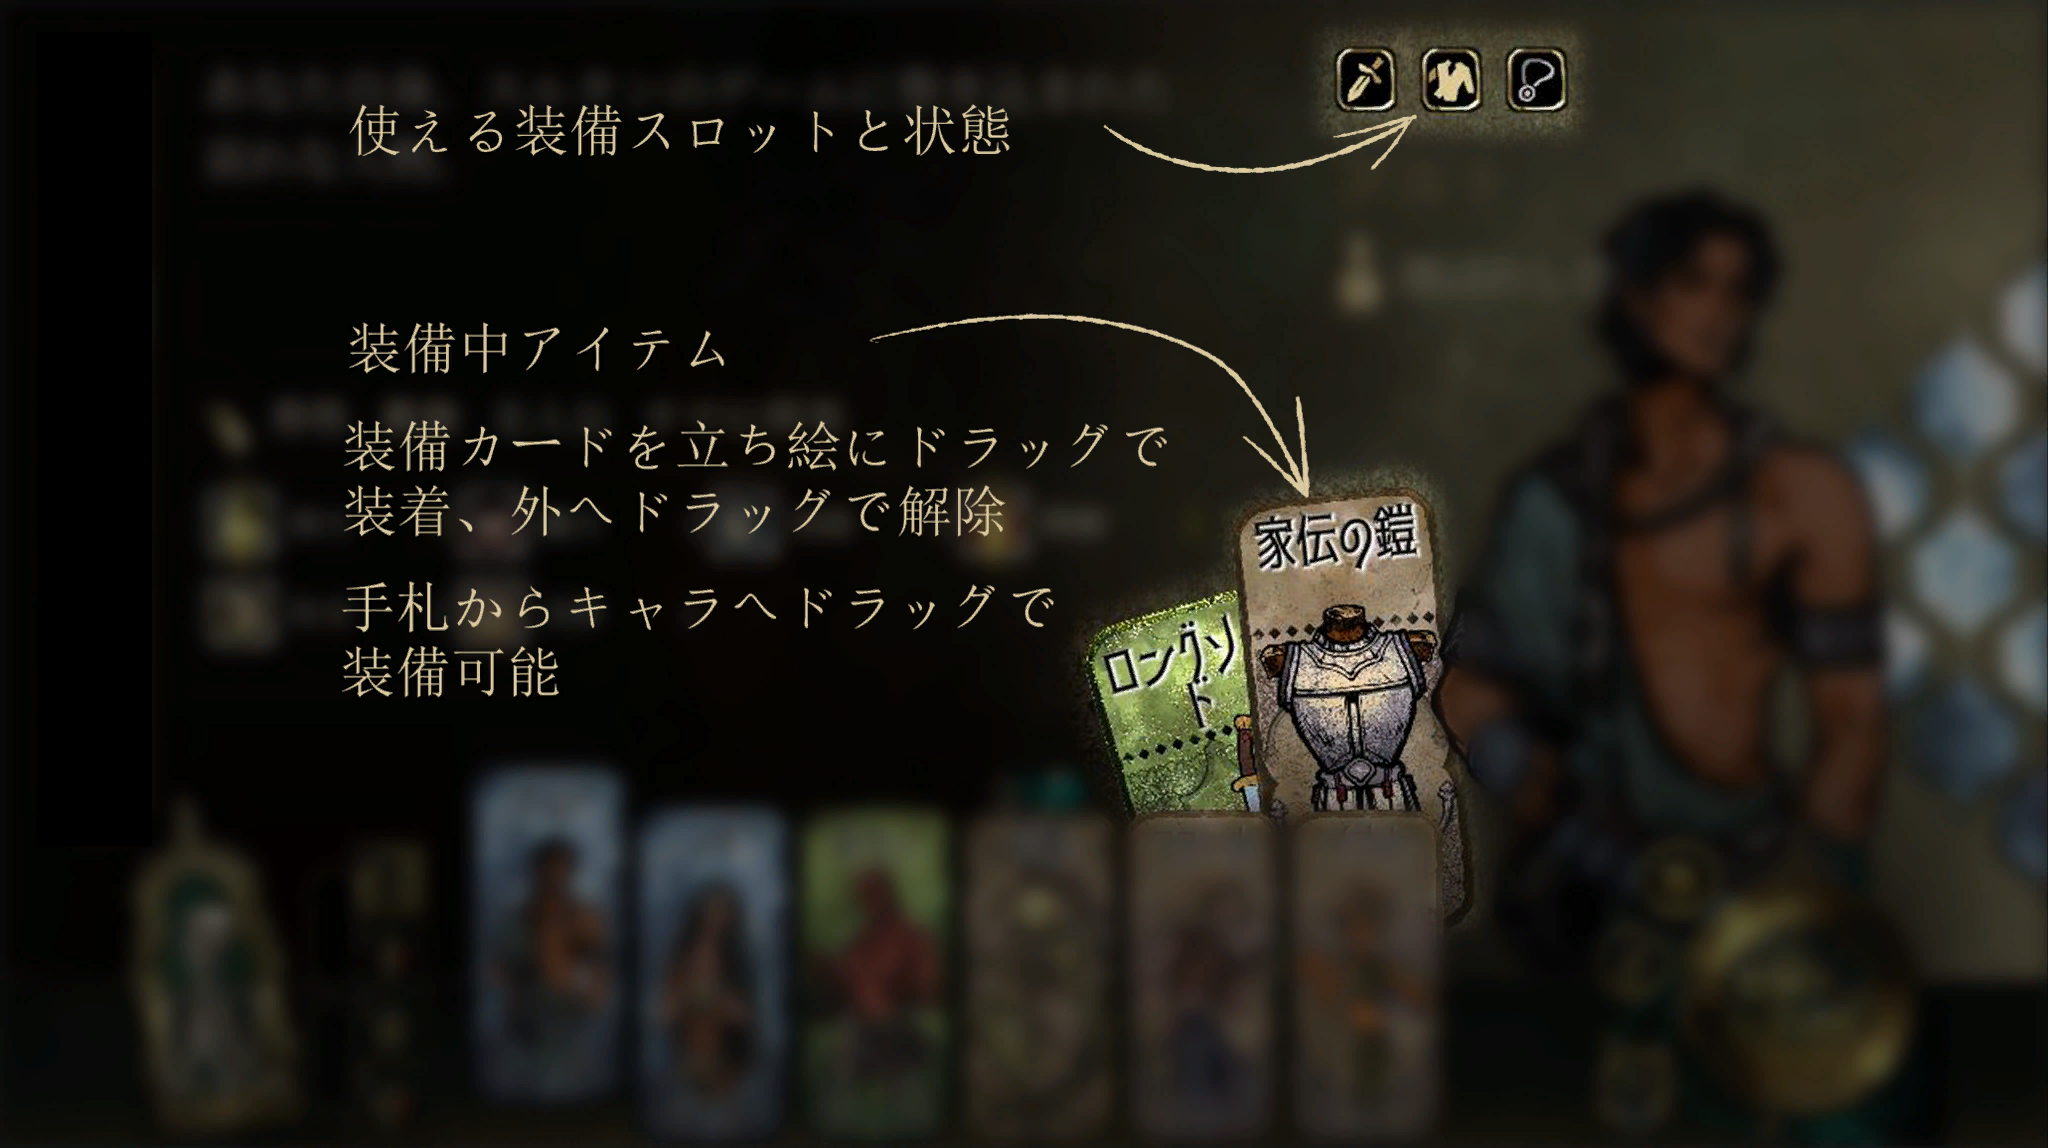 使える装備スロットと状態
装備中アイテム
装備カードを立ち絵にドラッグで
装着、外へドラッグで解除
手札からキャラへドラッグで
装備可能
家伝の鎧
ロングソ
ド